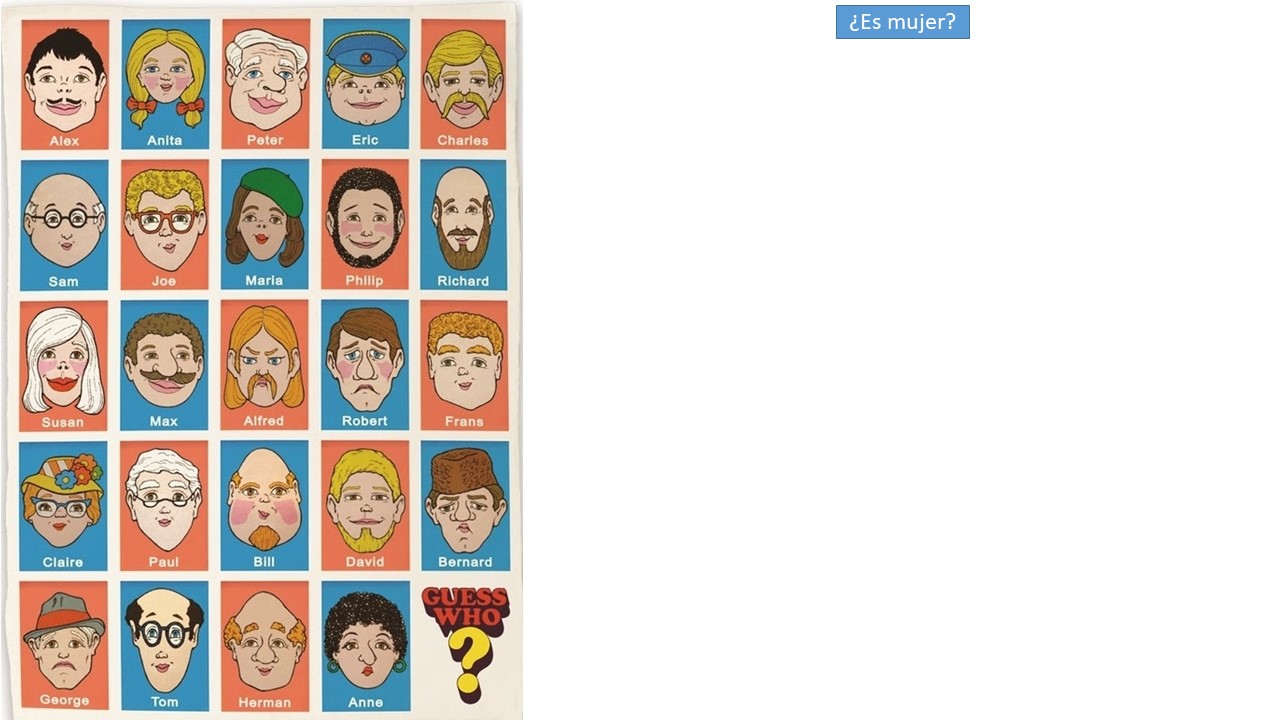 ¿Es mujer?
Alex Anita Peter Eric Charles
Sam Joe Maria Philip Richard
Susan Max Alfred Robert Frans
Claire Paul Bill David Bernard
GUESS
WHO
?
George Tom Herman Anne